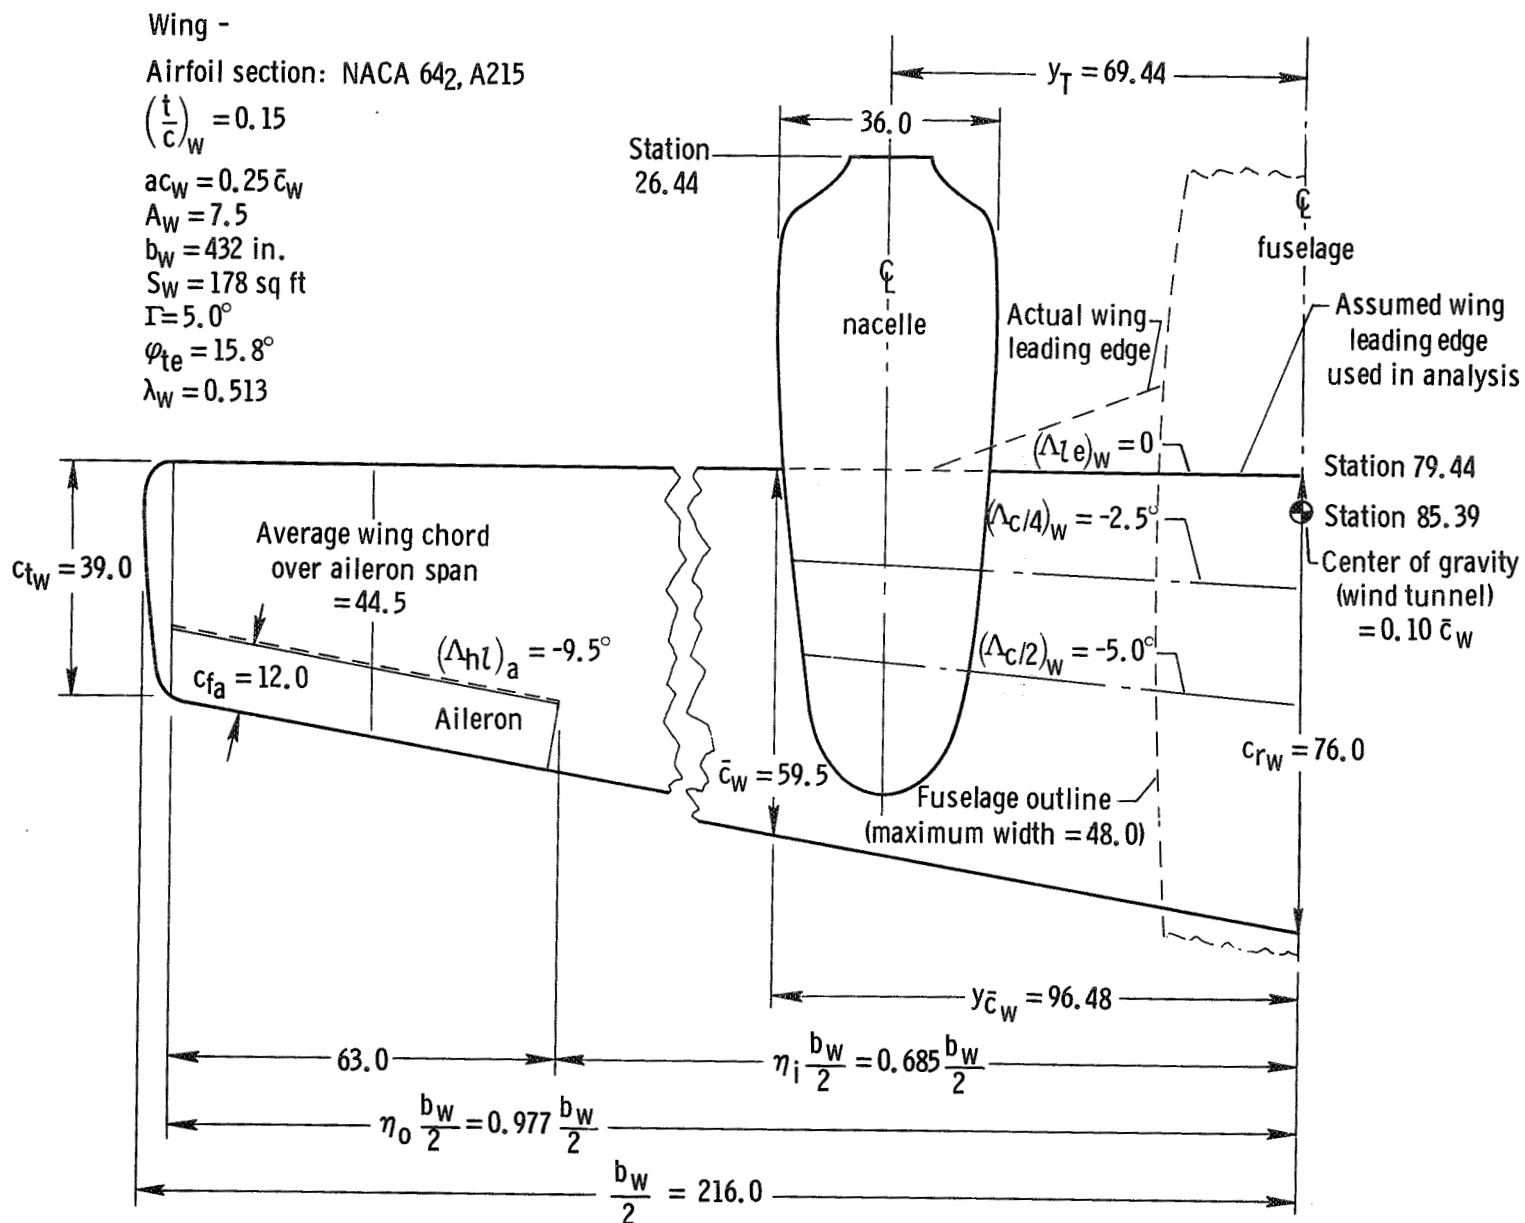 Wing -
Airfoil section: NACA 64₂, A215
(t/c)w = 0.15
acw = 0.25 c̄w
Aw = 7.5
bw = 432 in.
Sw = 178 sq ft
Γ = 5.0°
φte = 15.8°
λw = 0.513
yT = 69.44
36.0
Station
26.44
℄
fuselage
℄
nacelle
Actual wing
leading edge
Assumed wing
leading edge
used in analysis
(Λle)w = 0
Station 79.44
(Λc/4)w = -2.5°
Station 85.39
Center of gravity
(wind tunnel)
= 0.10 c̄w
Average wing chord
over aileron span
= 44.5
ctw = 39.0
(Λhl)a = -9.5°
(Λc/2)w = -5.0°
cfa = 12.0
Aileron
c̄w = 59.5
crw = 76.0
Fuselage outline
(maximum width = 48.0)
yc̄w = 96.48
63.0
ηi bw/2 = 0.685 bw/2
ηo bw/2 = 0.977 bw/2
bw/2 = 216.0